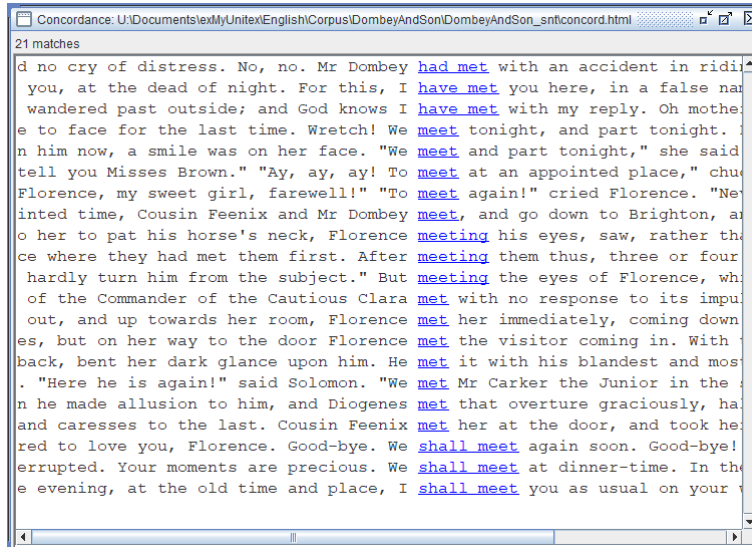 Concordance: U:\Documents\exMyUnitex\English\Corpus\DombeyAndSon\DombeyAndSon_snt\concord.html
21 matches
d no cry of distress. No, no. Mr Dombey had met with an accident in ridi
you, at the dead of night. For this, I have met you here, in a false na
wandered past outside; and God knows I have met with my reply. Oh mothe
e to face for the last time. Wretch! We meet tonight, and part tonight.
n him now, a smile was on her face. "We meet and part tonight," she said
tell you Misses Brown." "Ay, ay, ay! To meet at an appointed place," chu
Florence, my sweet girl, farewell!" "To meet again!" cried Florence. "Ne
inted time, Cousin Feenix and Mr Dombey meet, and go down to Brighton, a
o her to pat his horse's neck, Florence meeting his eyes, saw, rather tha
ce where they had met them first. After meeting them thus, three or four
hardly turn him from the subject." But meeting the eyes of Florence, whi
of the Commander of the Cautious Clara met with no response to its impul
out, and up towards her room, Florence met her immediately, coming down
es, but on her way to the door Florence met the visitor coming in. With
back, bent her dark glance upon him. He met it with his blandest and mos
. "Here he is again!" said Solomon. "We met Mr Carker the Junior in the
n he made allusion to him, and Diogenes met that overture graciously, ha
and caresses to the last. Cousin Feenix met her at the door, and took he
red to love you, Florence. Good-bye. We shall meet again soon. Good-bye!
errupted. Your moments are precious. We shall meet at dinner-time. In the
e evening, at the old time and place, I shall meet you as usual on your